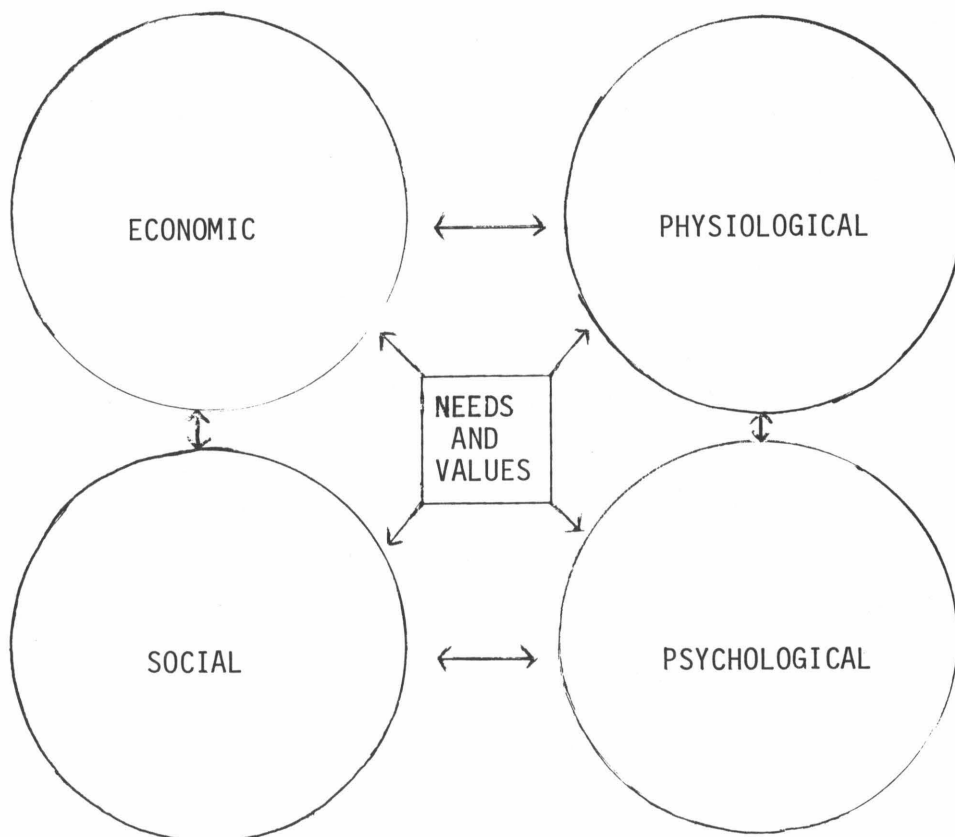 ECONOMIC
PHYSIOLOGICAL
NEEDS
AND
VALUES
SOCIAL
PSYCHOLOGICAL